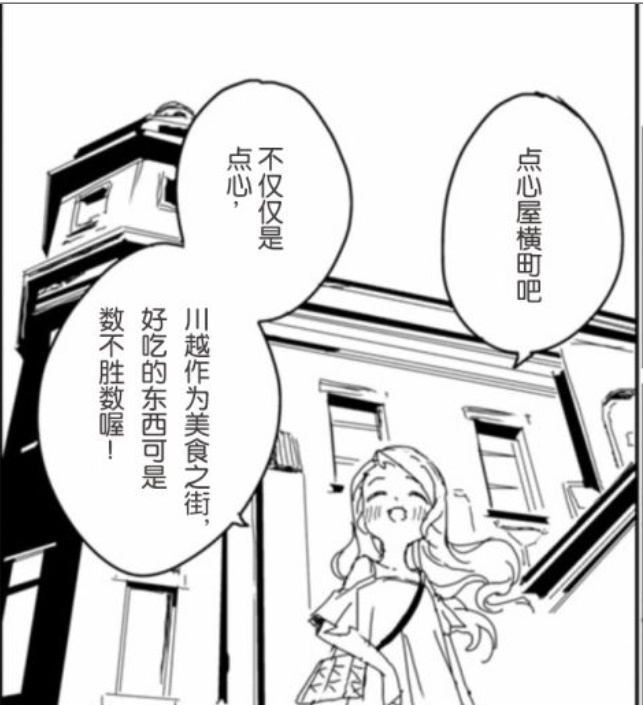 点心屋横町吧
不仅仅是
点心，
川越作为美食之街，
好吃的东西可是
数不胜数喔！